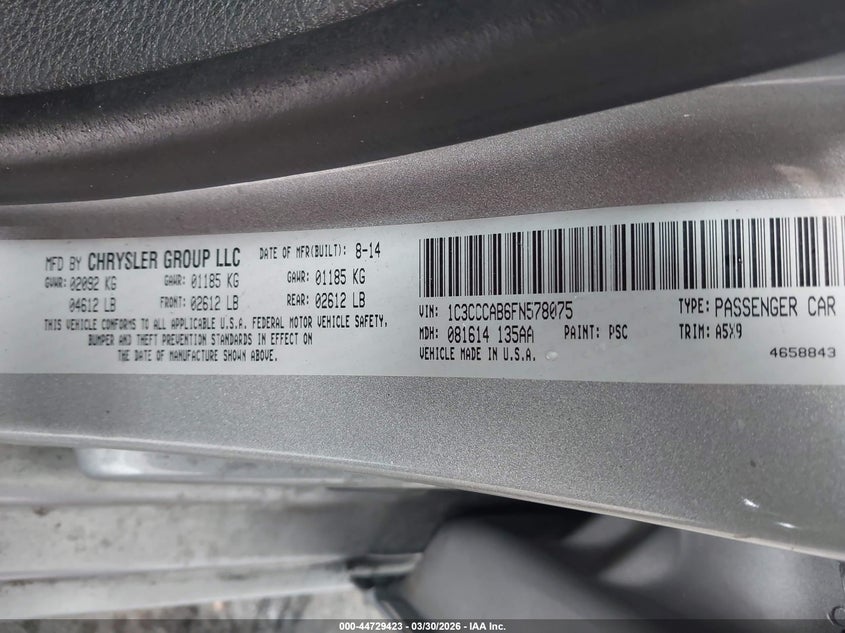 MFD BY CHRYSLER GROUP LLC DATE OF MFR(BUILT): 8-14
GVWR: 02092 KG GAWR: 01185 KG GAWR: 01185 KG
04612 LB FRONT: 02612 LB REAR: 02612 LB
THIS VEHICLE CONFORMS TO ALL APPLICABLE U.S.A. FEDERAL MOTOR VEHICLE SAFETY,
BUMPER AND THEFT PREVENTION STANDARDS IN EFFECT ON
THE DATE OF MANUFACTURE SHOWN ABOVE.
VIN: 1C3CCCAB6FN578075 TYPE: PASSENGER CAR
MDH: 081614 135AA PAINT: PSC TRIM: A5X9
VEHICLE MADE IN U.S.A. 4658843
000-44729423 - 03/30/2026 - IAA Inc.